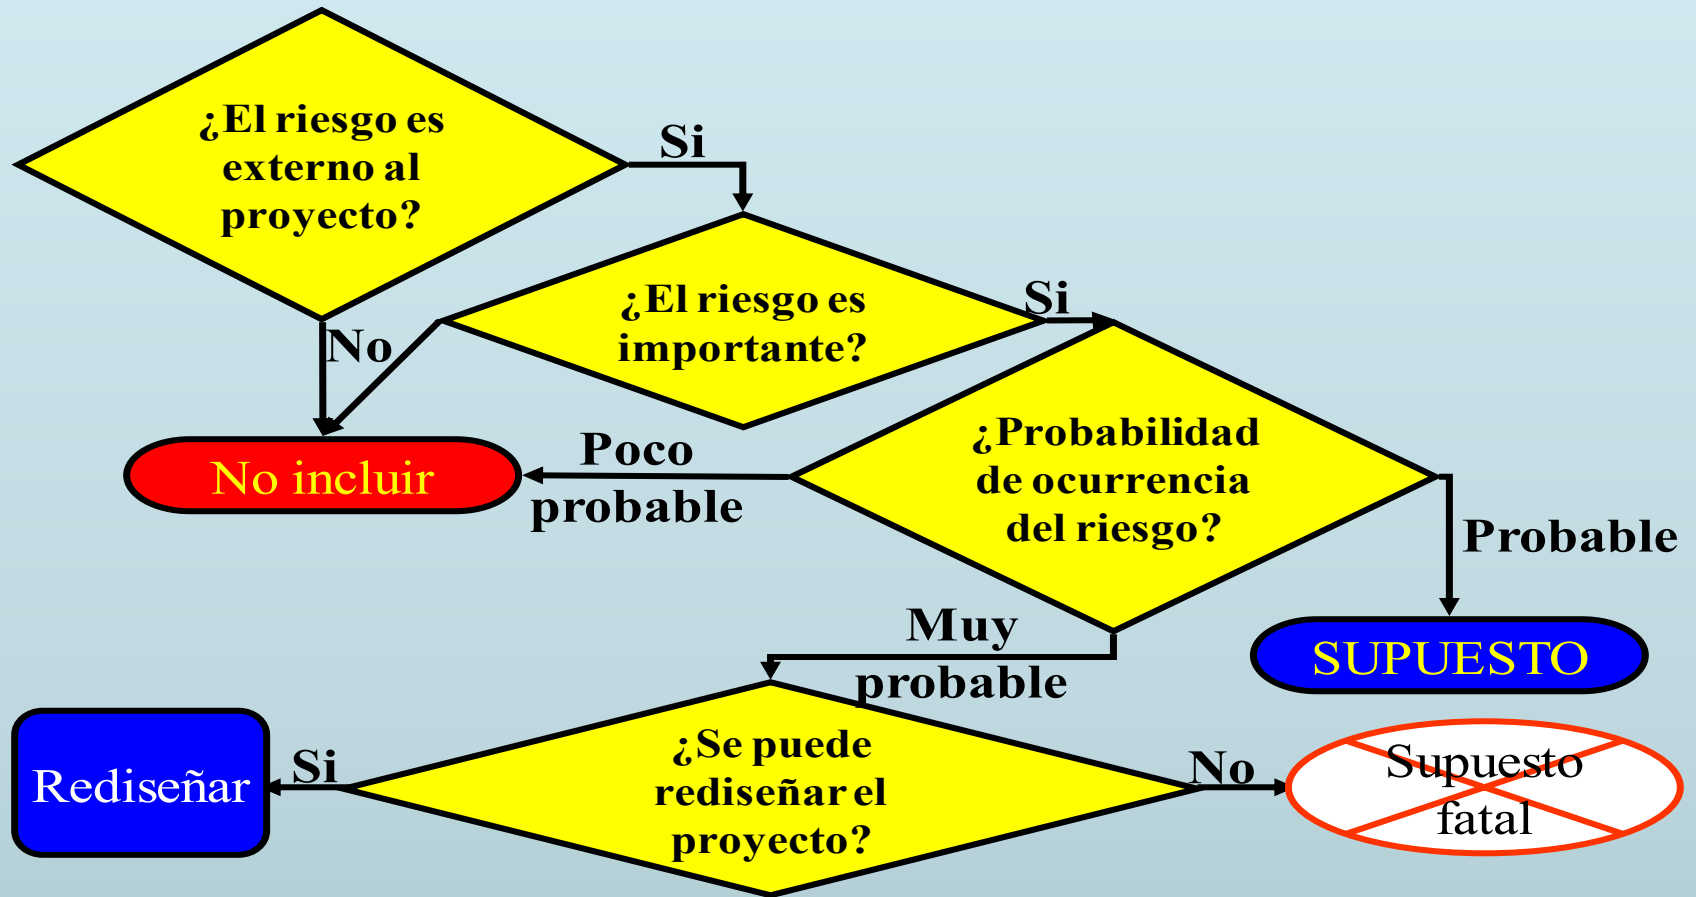 ¿El riesgo es
externo al
proyecto?
Si
¿El riesgo es
importante?
Si
No
No incluir
Poco
probable
¿Probabilidad
de ocurrencia
del riesgo?
Probable
SUPUESTO
Muy
probable
¿Se puede
rediseñar el
proyecto?
Si
Rediseñar
No
Supuesto
fatal